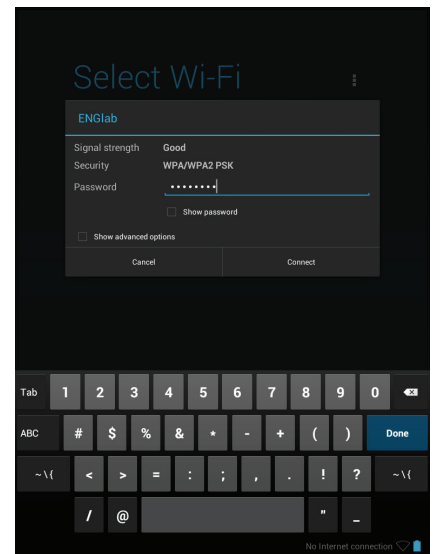 Select Wi-Fi
ENGlab
Signal strength Good
Security WPA/WPA2 PSK
Password ••••••••
Show password
Show advanced options
Cancel Connect
Tab 1 2 3 4 5 6 7 8 9 0
ABC # $ % & * - + ( ) Done
~\{ < > = : ; , . ! ? ~\{
/ @ " _
No internet connection